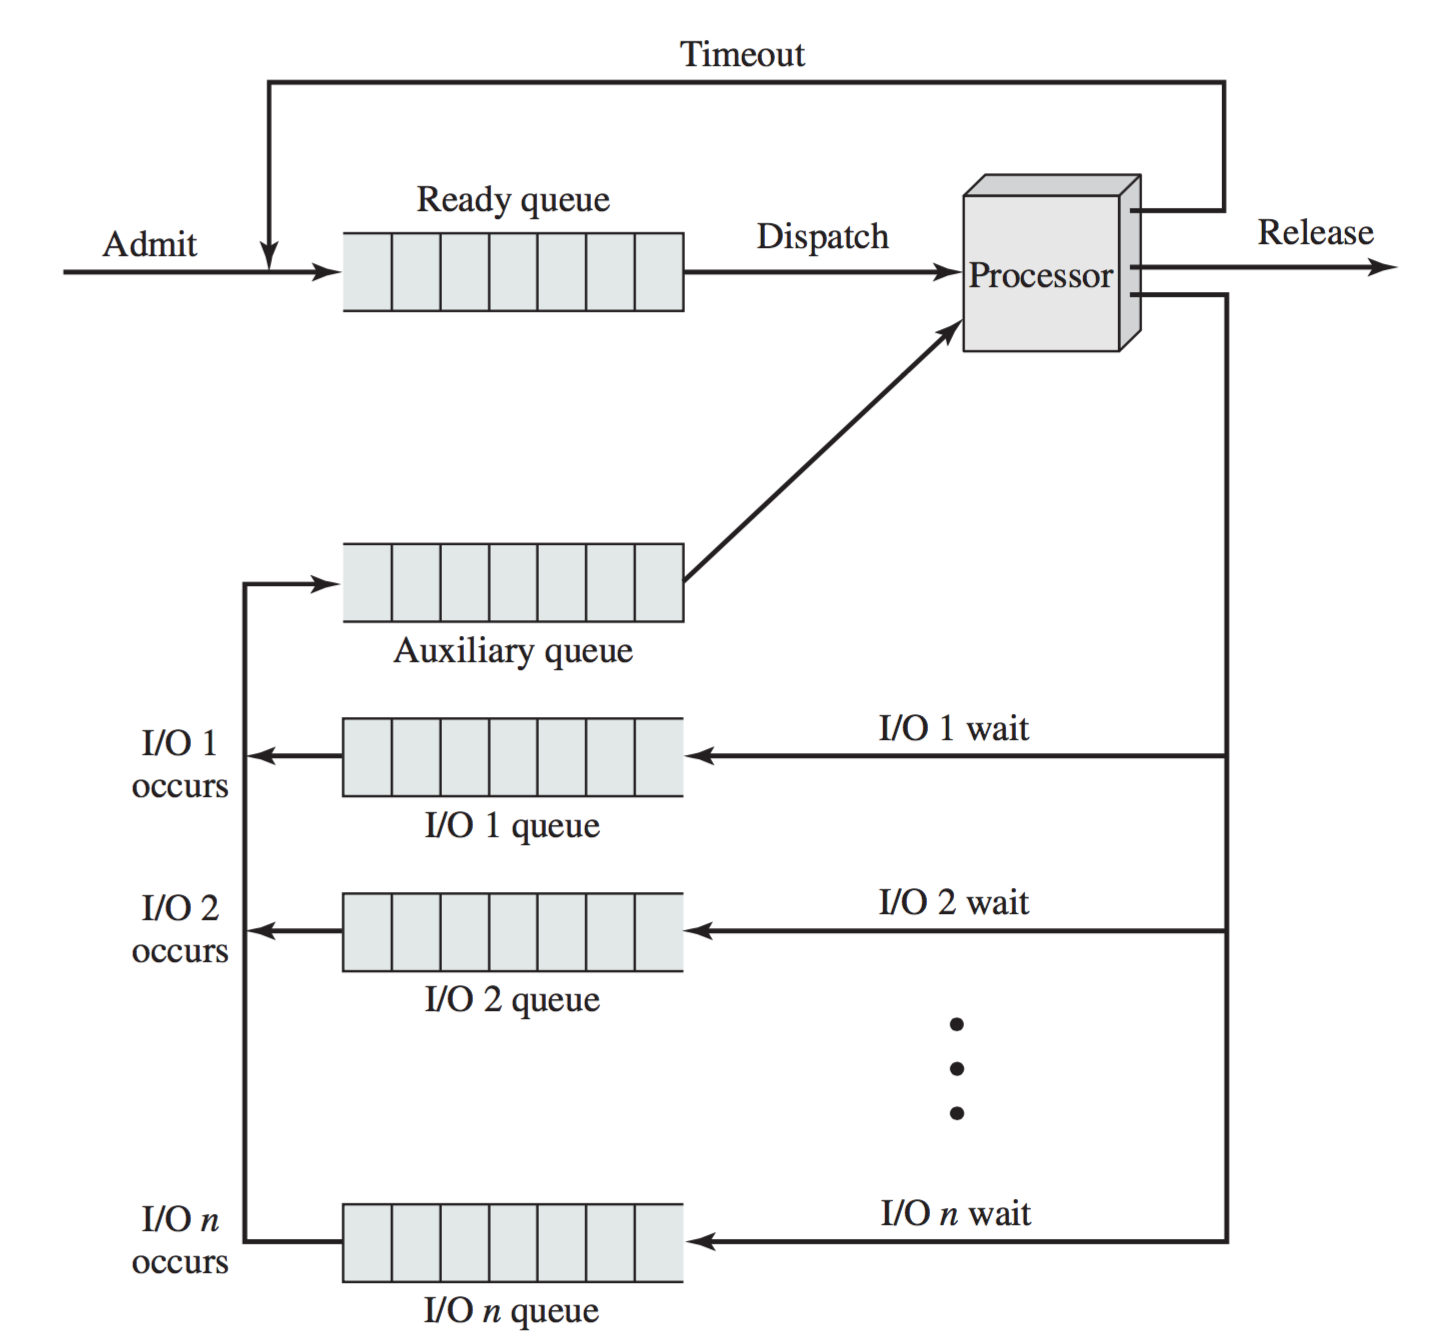 Timeout
Ready queue
Admit
Dispatch
Release
Processor
Auxiliary queue
I/O 1
occurs
I/O 1 wait
I/O 1 queue
I/O 2
occurs
I/O 2 wait
I/O 2 queue
I/O n
occurs
I/O n wait
I/O n queue